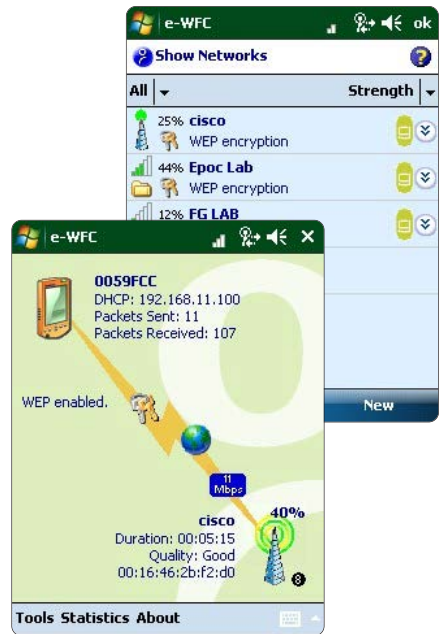 e-WFC
ok
Show Networks
All
Strength
25% cisco
WEP encryption
44% Epoc Lab
WEP encryption
12% FG LAB
New
e-WFC
0059FCC
DHCP: 192.168.11.100
Packets Sent: 11
Packets Received: 107
WEP enabled.
11
Mbps
40%
cisco
Duration: 00:05:15
Quality: Good
00:16:46:2b:f2:d0
8
Tools Statistics About